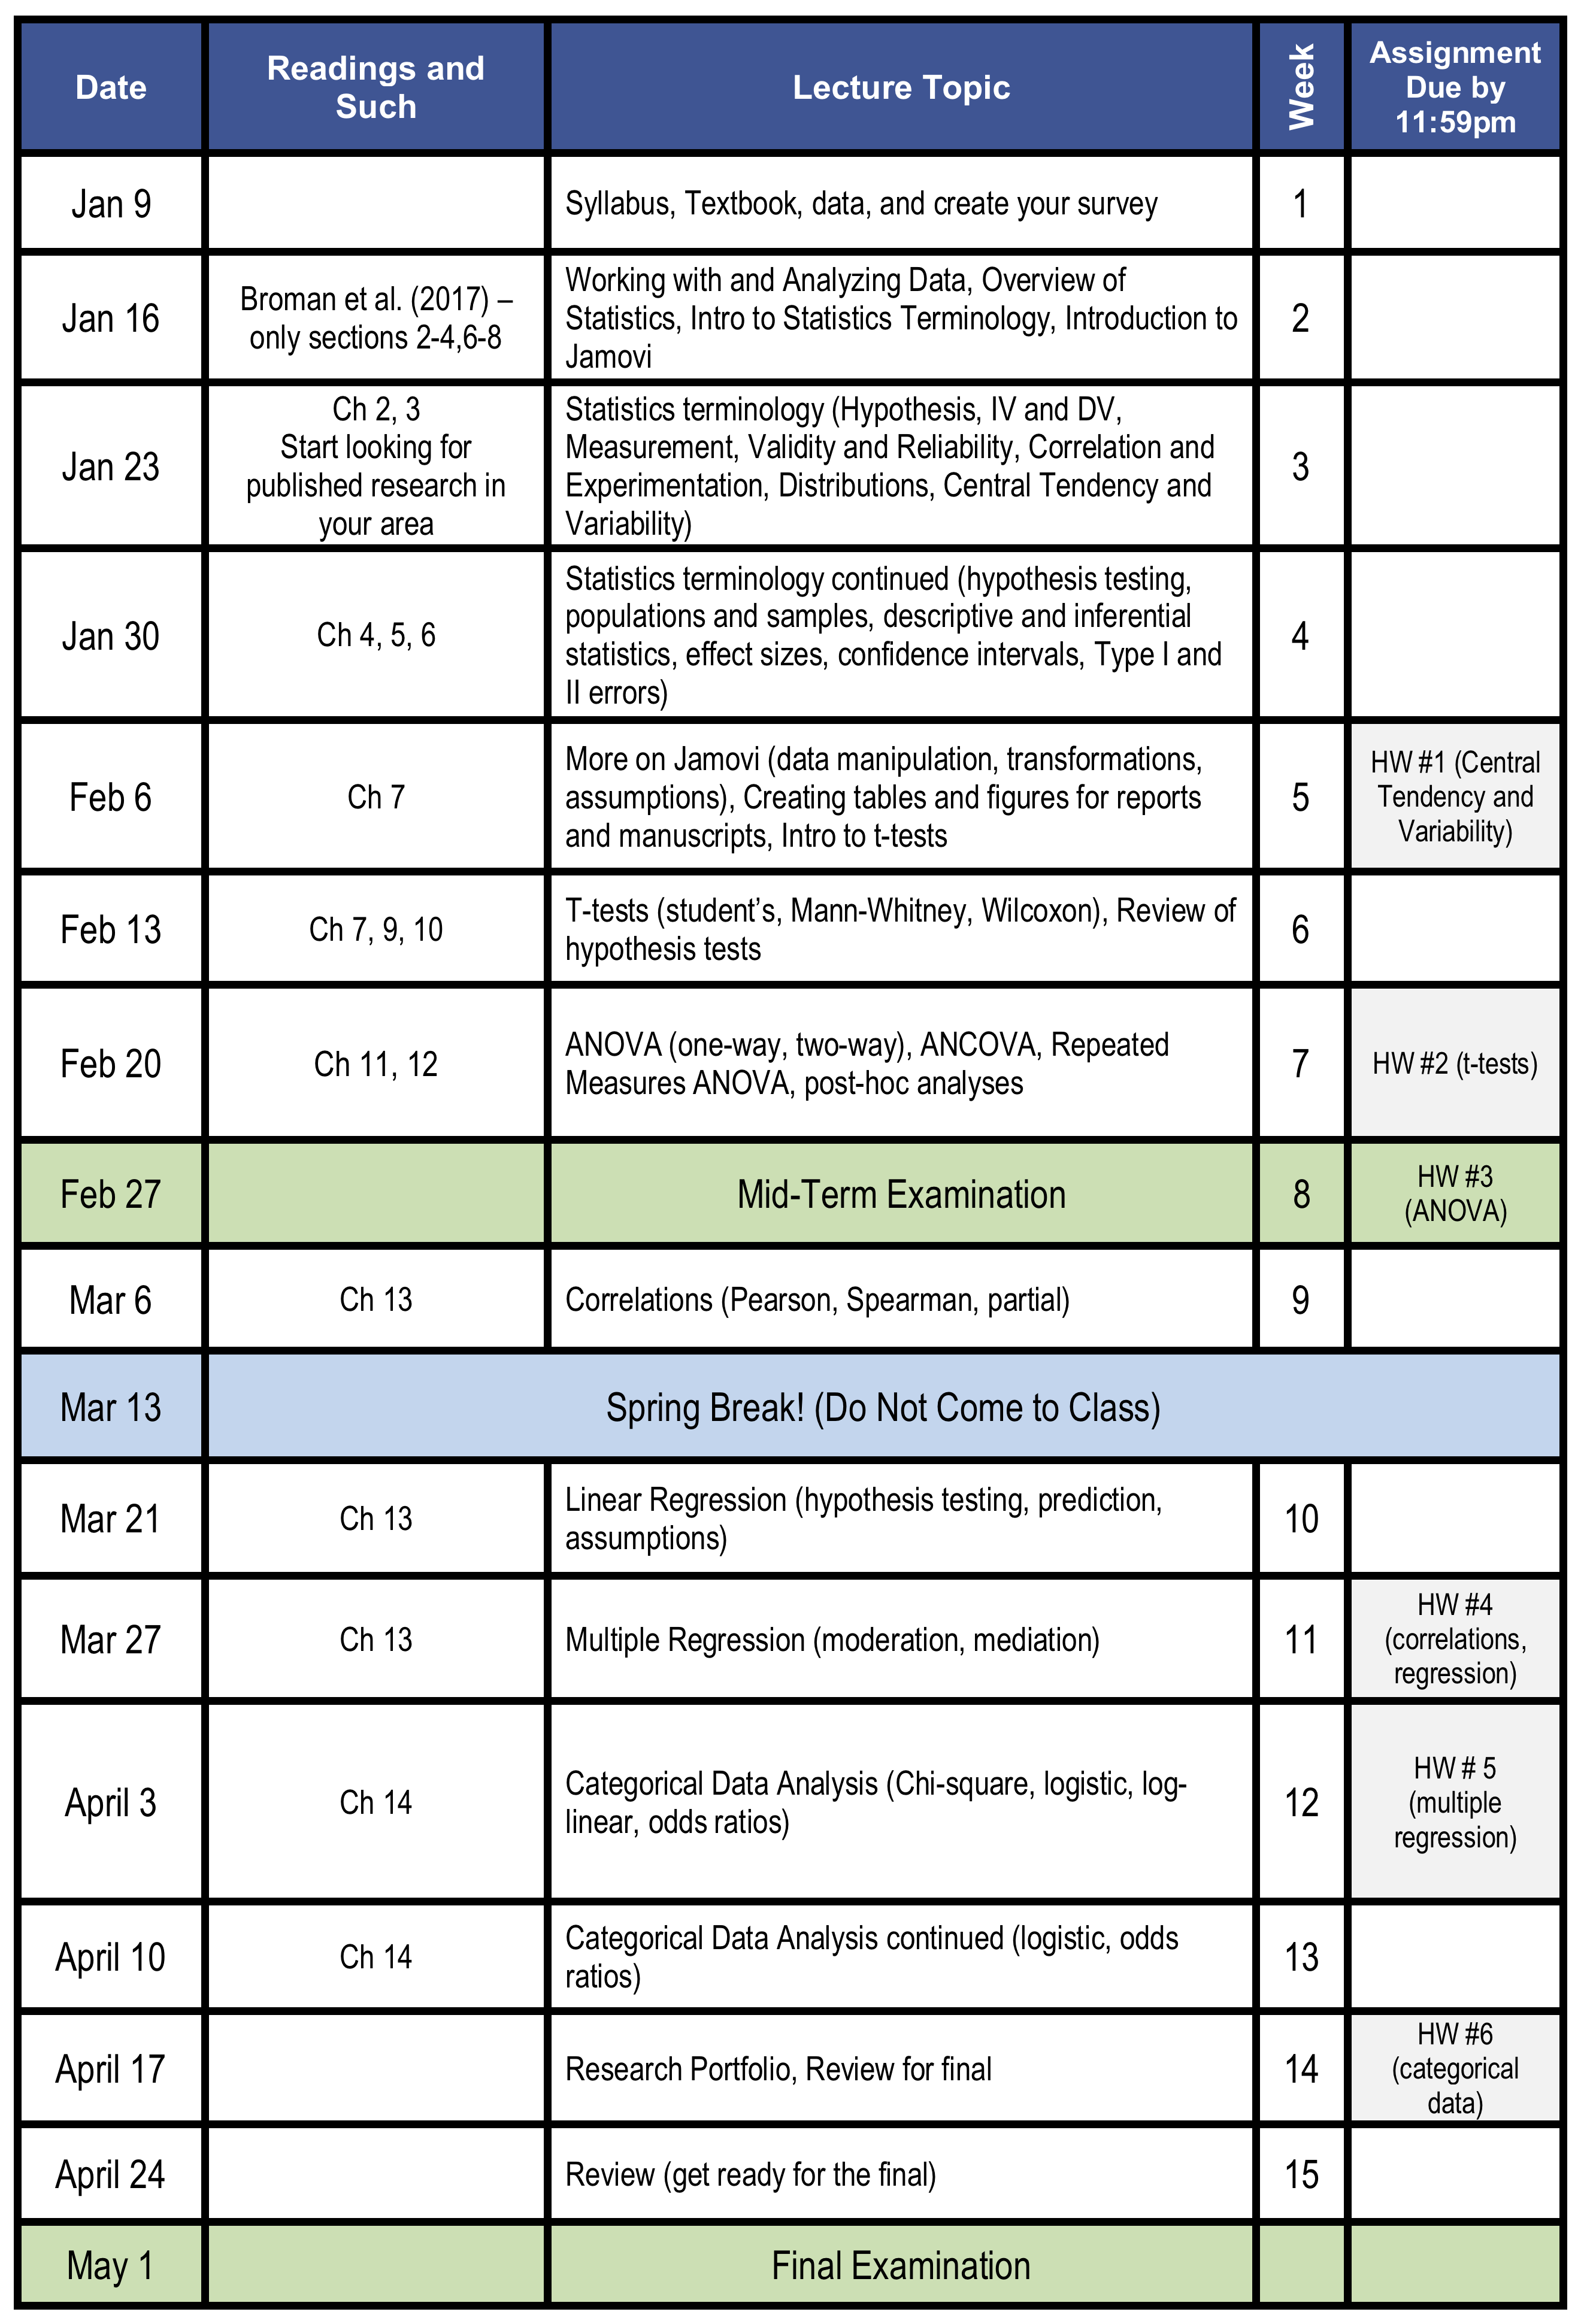 Date
Readings and
Such
Lecture Topic
Week
Assignment
Due by
11:59pm
Jan 9
Syllabus, Textbook, data, and create your survey
1
Jan 16
Broman et al. (2017) –
only sections 2-4,6-8
Working with and Analyzing Data, Overview of
Statistics, Intro to Statistics Terminology, Introduction to
Jamovi
2
Jan 23
Ch 2, 3
Start looking for
published research in
your area
Statistics terminology (Hypothesis, IV and DV,
Measurement, Validity and Reliability, Correlation and
Experimentation, Distributions, Central Tendency and
Variability)
3
Jan 30
Ch 4, 5, 6
Statistics terminology continued (hypothesis testing,
populations and samples, descriptive and inferential
statistics, effect sizes, confidence intervals, Type I and
II errors)
4
Feb 6
Ch 7
More on Jamovi (data manipulation, transformations,
assumptions), Creating tables and figures for reports
and manuscripts, Intro to t-tests
5
HW #1 (Central
Tendency and
Variability)
Feb 13
Ch 7, 9, 10
T-tests (student’s, Mann-Whitney, Wilcoxon), Review of
hypothesis tests
6
Feb 20
Ch 11, 12
ANOVA (one-way, two-way), ANCOVA, Repeated
Measures ANOVA, post-hoc analyses
7
HW #2 (t-tests)
Feb 27
Mid-Term Examination
8
HW #3
(ANOVA)
Mar 6
Ch 13
Correlations (Pearson, Spearman, partial)
9
Mar 13
Spring Break! (Do Not Come to Class)
Mar 21
Ch 13
Linear Regression (hypothesis testing, prediction,
assumptions)
10
Mar 27
Ch 13
Multiple Regression (moderation, mediation)
11
HW #4
(correlations,
regression)
April 3
Ch 14
Categorical Data Analysis (Chi-square, logistic, log-
linear, odds ratios)
12
HW # 5
(multiple
regression)
April 10
Ch 14
Categorical Data Analysis continued (logistic, odds
ratios)
13
April 17
Research Portfolio, Review for final
14
HW #6
(categorical
data)
April 24
Review (get ready for the final)
15
May 1
Final Examination